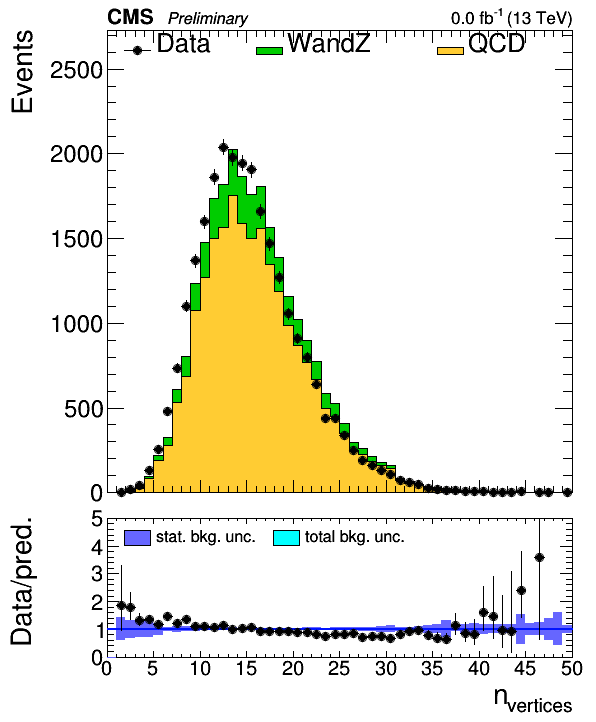 CMS Preliminary 0.0 fb⁻¹ (13 TeV)
Data WandZ QCD
Events
2500
2000
1500
1000
500
0
Data/pred.
stat. bkg. unc. total bkg. unc.
5
4
3
2
1
0
0 5 10 15 20 25 30 35 40 45 50
n_vertices